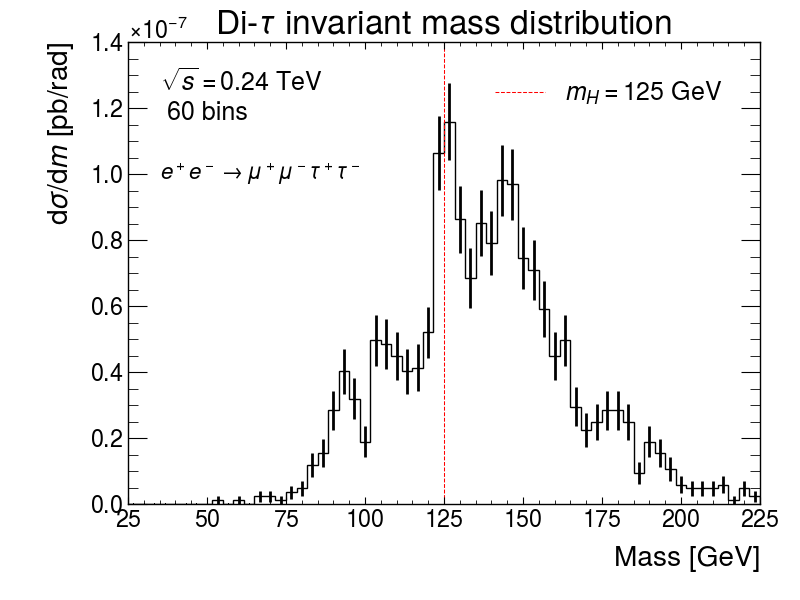 ×10⁻⁷
Di-τ invariant mass distribution
dσ/dm [pb/rad]
1.4
1.2
1.0
0.8
0.6
0.4
0.2
0.0
√s = 0.24 TeV
60 bins
e⁺e⁻ → μ⁺μ⁻τ⁺τ⁻
m_H = 125 GeV
25 50 75 100 125 150 175 200 225
Mass [GeV]